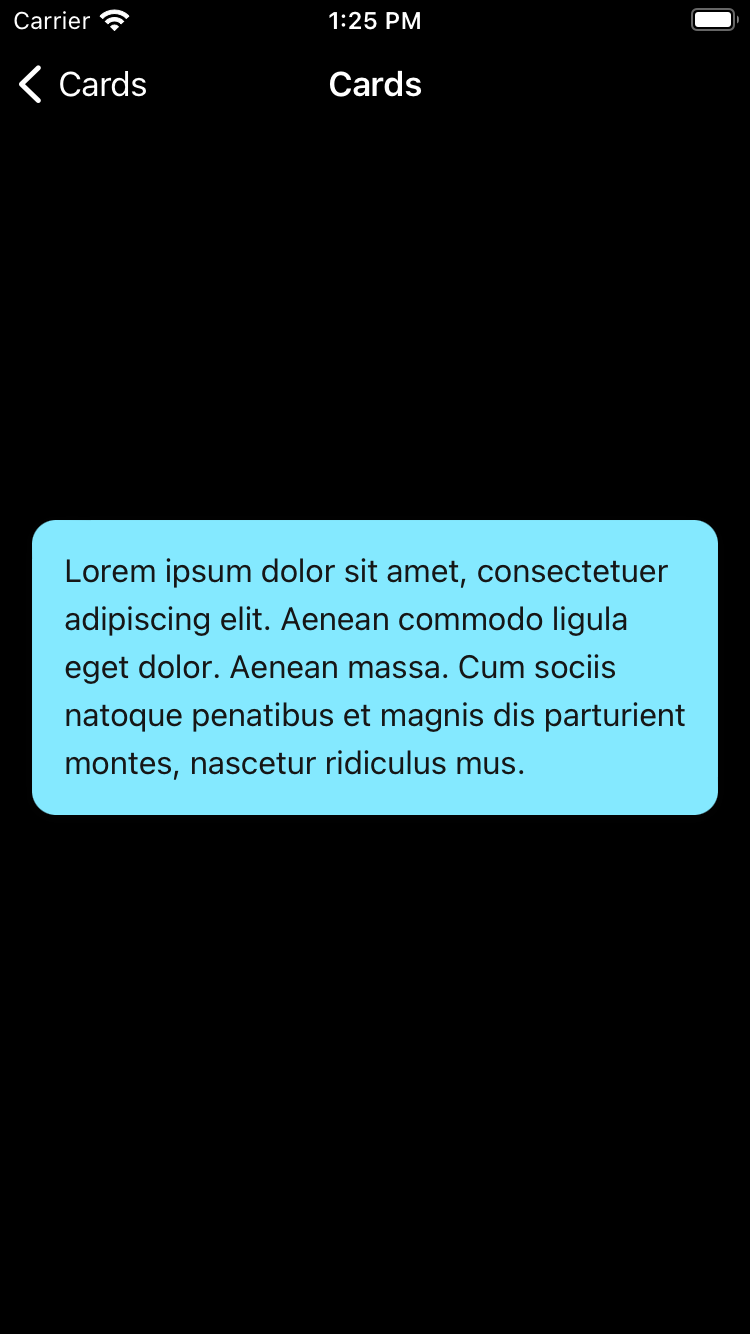 Carrier 1:25 PM
Cards Cards
Lorem ipsum dolor sit amet, consectetuer
adipiscing elit. Aenean commodo ligula
eget dolor. Aenean massa. Cum sociis
natoque penatibus et magnis dis parturient
montes, nascetur ridiculus mus.